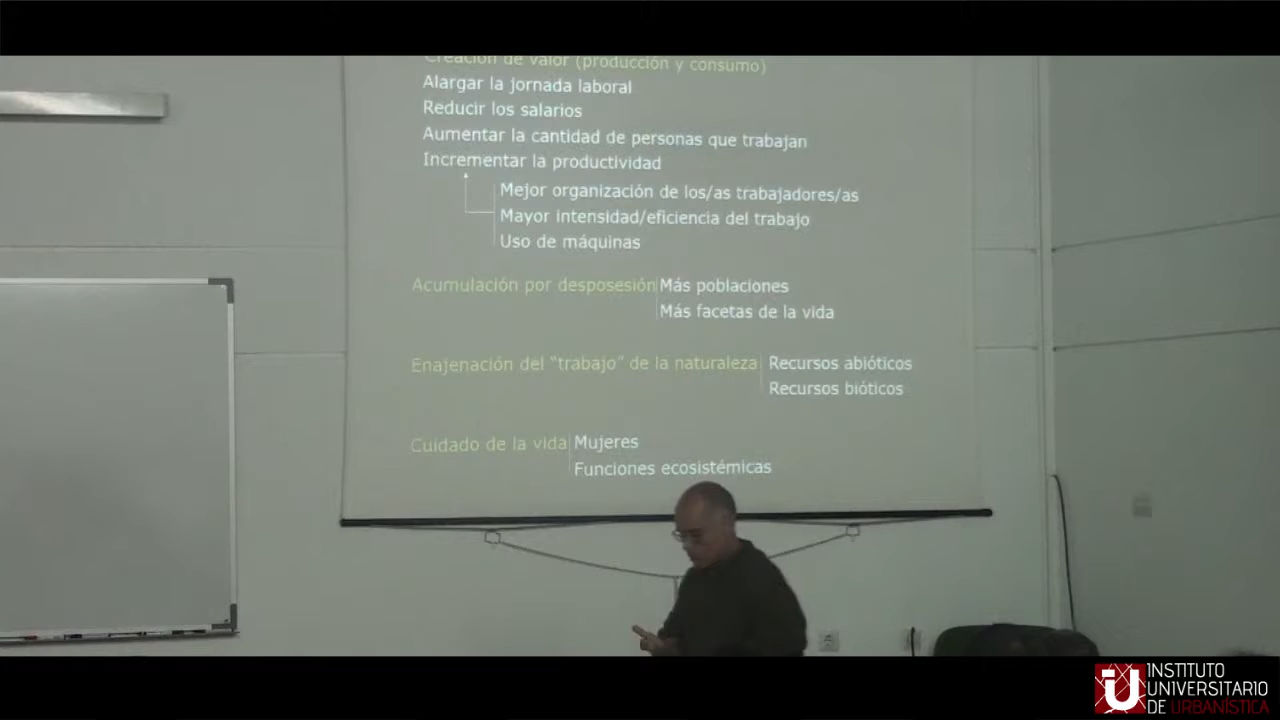 Creación de valor (producción y consumo)
Alargar la jornada laboral
Reducir los salarios
Aumentar la cantidad de personas que trabajan
Incrementar la productividad
Mejor organización de los/as trabajadores/as
Mayor intensidad/eficiencia del trabajo
Uso de máquinas
Acumulación por desposesión
Más poblaciones
Más facetas de la vida
Enajenación del "trabajo" de la naturaleza
Recursos abióticos
Recursos bióticos
Cuidado de la vida
Mujeres
Funciones ecosistémicas
iU
INSTITUTO
UNIVERSITARIO
DE URBANÍSTICA